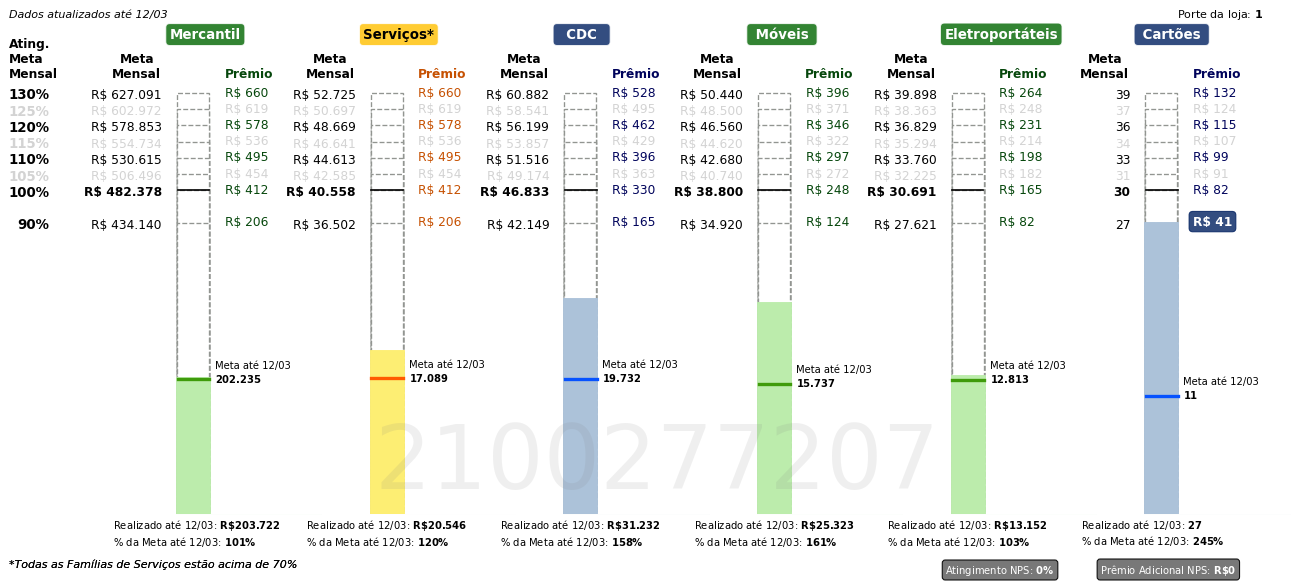 Dados atualizados até 12/03
Porte da loja: 1
Mercantil Serviços* CDC Móveis Eletroportáteis Cartões
Ating. Meta Mensal
Meta Mensal Prêmio Meta Mensal Prêmio Meta Mensal Prêmio Meta Mensal Prêmio Meta Mensal Prêmio Meta Mensal Prêmio
130% R$ 627.091 R$ 660 R$ 52.725 R$ 660 R$ 60.882 R$ 528 R$ 50.440 R$ 396 R$ 39.898 R$ 264 39 R$ 132
125% R$ 602.972 R$ 619 R$ 50.697 R$ 619 R$ 58.541 R$ 495 R$ 48.500 R$ 371 R$ 38.363 R$ 248 37 R$ 124
120% R$ 578.853 R$ 578 R$ 48.669 R$ 578 R$ 56.199 R$ 462 R$ 46.560 R$ 346 R$ 36.829 R$ 231 36 R$ 115
115% R$ 554.734 R$ 536 R$ 46.641 R$ 536 R$ 53.857 R$ 429 R$ 44.620 R$ 322 R$ 35.294 R$ 214 34 R$ 107
110% R$ 530.615 R$ 495 R$ 44.613 R$ 495 R$ 51.516 R$ 396 R$ 42.680 R$ 297 R$ 33.760 R$ 198 33 R$ 99
105% R$ 506.496 R$ 454 R$ 42.585 R$ 454 R$ 49.174 R$ 363 R$ 40.740 R$ 272 R$ 32.225 R$ 182 31 R$ 91
100% R$ 482.378 R$ 412 R$ 40.558 R$ 412 R$ 46.833 R$ 330 R$ 38.800 R$ 248 R$ 30.691 R$ 165 30 R$ 82
90% R$ 434.140 R$ 206 R$ 36.502 R$ 206 R$ 42.149 R$ 165 R$ 34.920 R$ 124 R$ 27.621 R$ 82 27 R$ 41
Meta até 12/03 Meta até 12/03 Meta até 12/03 Meta até 12/03 Meta até 12/03 Meta até 12/03
202.235 17.089 19.732 15.737 12.813 11
2100277207
Realizado até 12/03: R$203.722 Realizado até 12/03: R$20.546 Realizado até 12/03: R$31.232 Realizado até 12/03: R$25.323 Realizado até 12/03: R$13.152 Realizado até 12/03: 27
% da Meta até 12/03: 101% % da Meta até 12/03: 120% % da Meta até 12/03: 158% % da Meta até 12/03: 161% % da Meta até 12/03: 103% % da Meta até 12/03: 245%
*Todas as Famílias de Serviços estão acima de 70%
Atingimento NPS: 0% Prêmio Adicional NPS: R$0